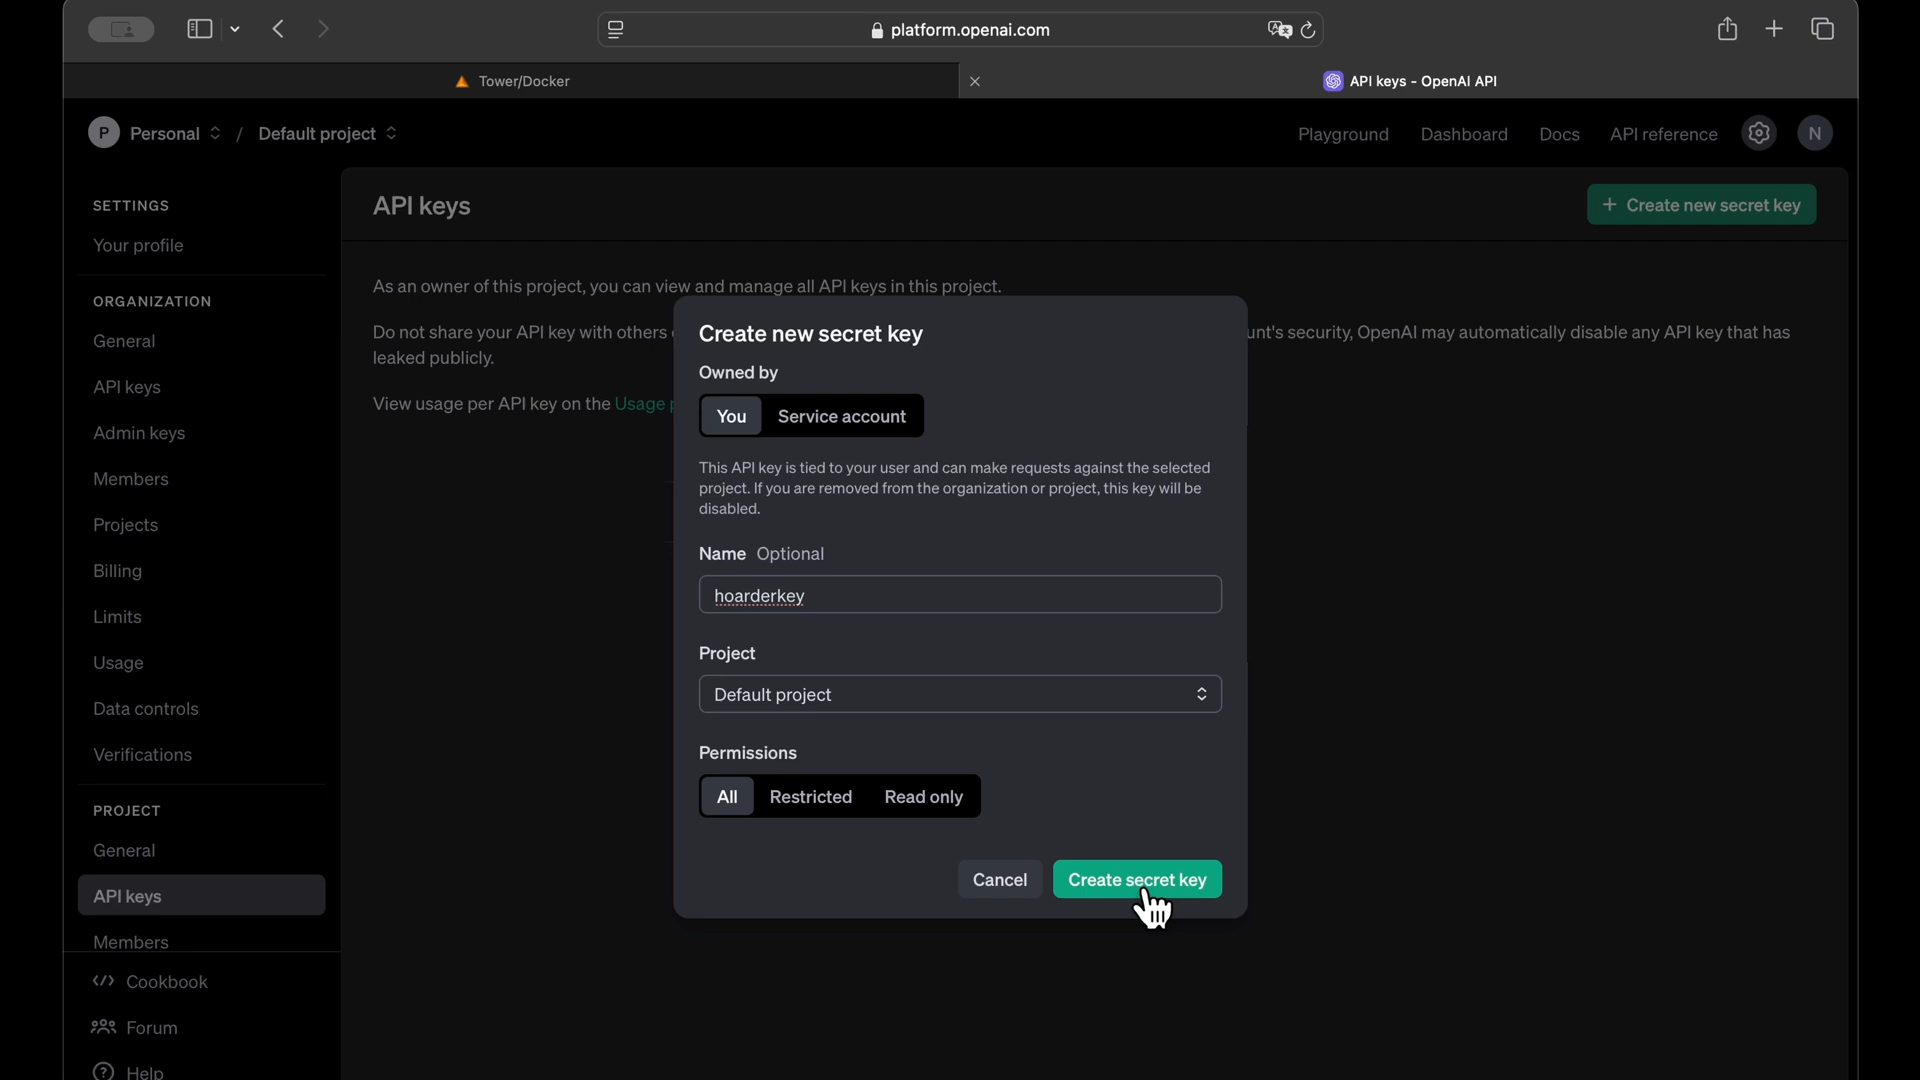 platform.openai.com
Tower/Docker
API keys - OpenAI API
P Personal / Default project
Playground
Dashboard
Docs
API reference
N
SETTINGS
Your profile
ORGANIZATION
General
API keys
Admin keys
Members
Projects
Billing
Limits
Usage
Data controls
Verifications
PROJECT
General
API keys
Members
Cookbook
Forum
Help
API keys
+ Create new secret key
As an owner of this project, you can view and manage all API keys in this project.
Do not share your API key with others
unt's security, OpenAI may automatically disable any API key that has
leaked publicly.
View usage per API key on the Usage
Create new secret key
Owned by
You
Service account
This API key is tied to your user and can make requests against the selected
project. If you are removed from the organization or project, this key will be
disabled.
Name Optional
hoarderkey
Project
Default project
Permissions
All
Restricted
Read only
Cancel
Create secret key